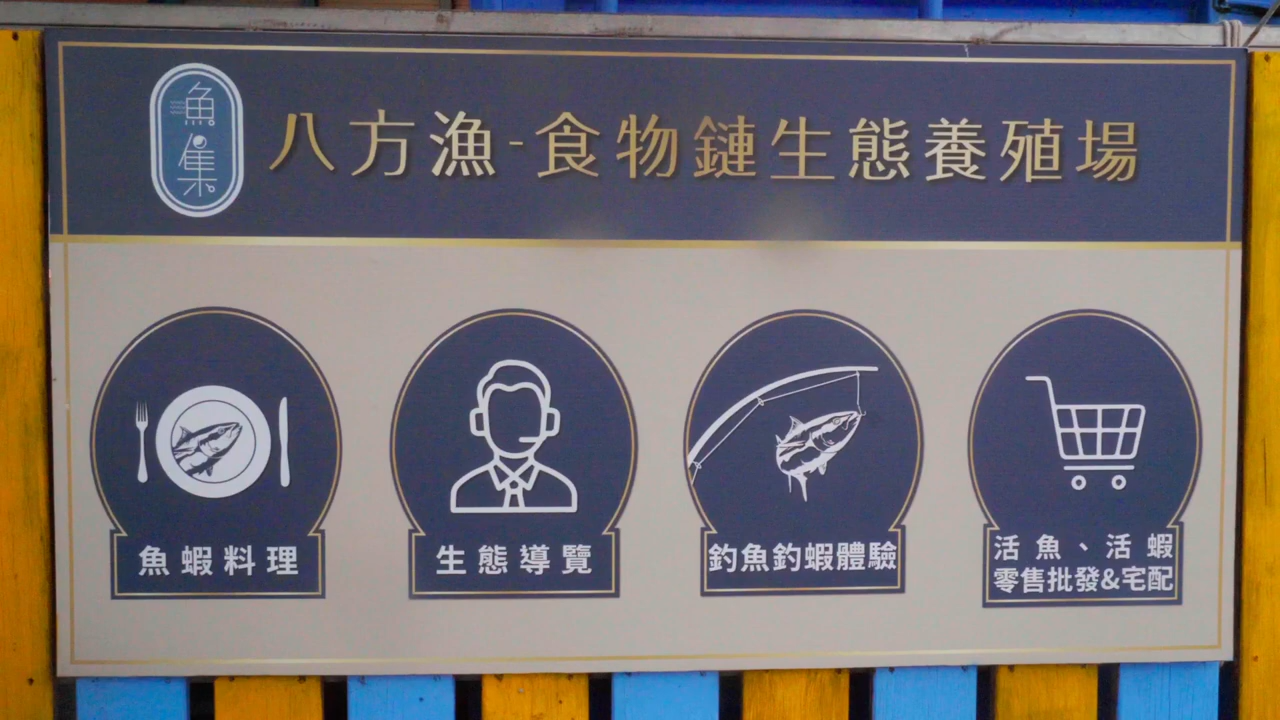 魚集
八方漁-食物鏈生態養殖場
魚蝦料理
生態導覽
釣魚釣蝦體驗
活魚、活蝦
零售批發&宅配